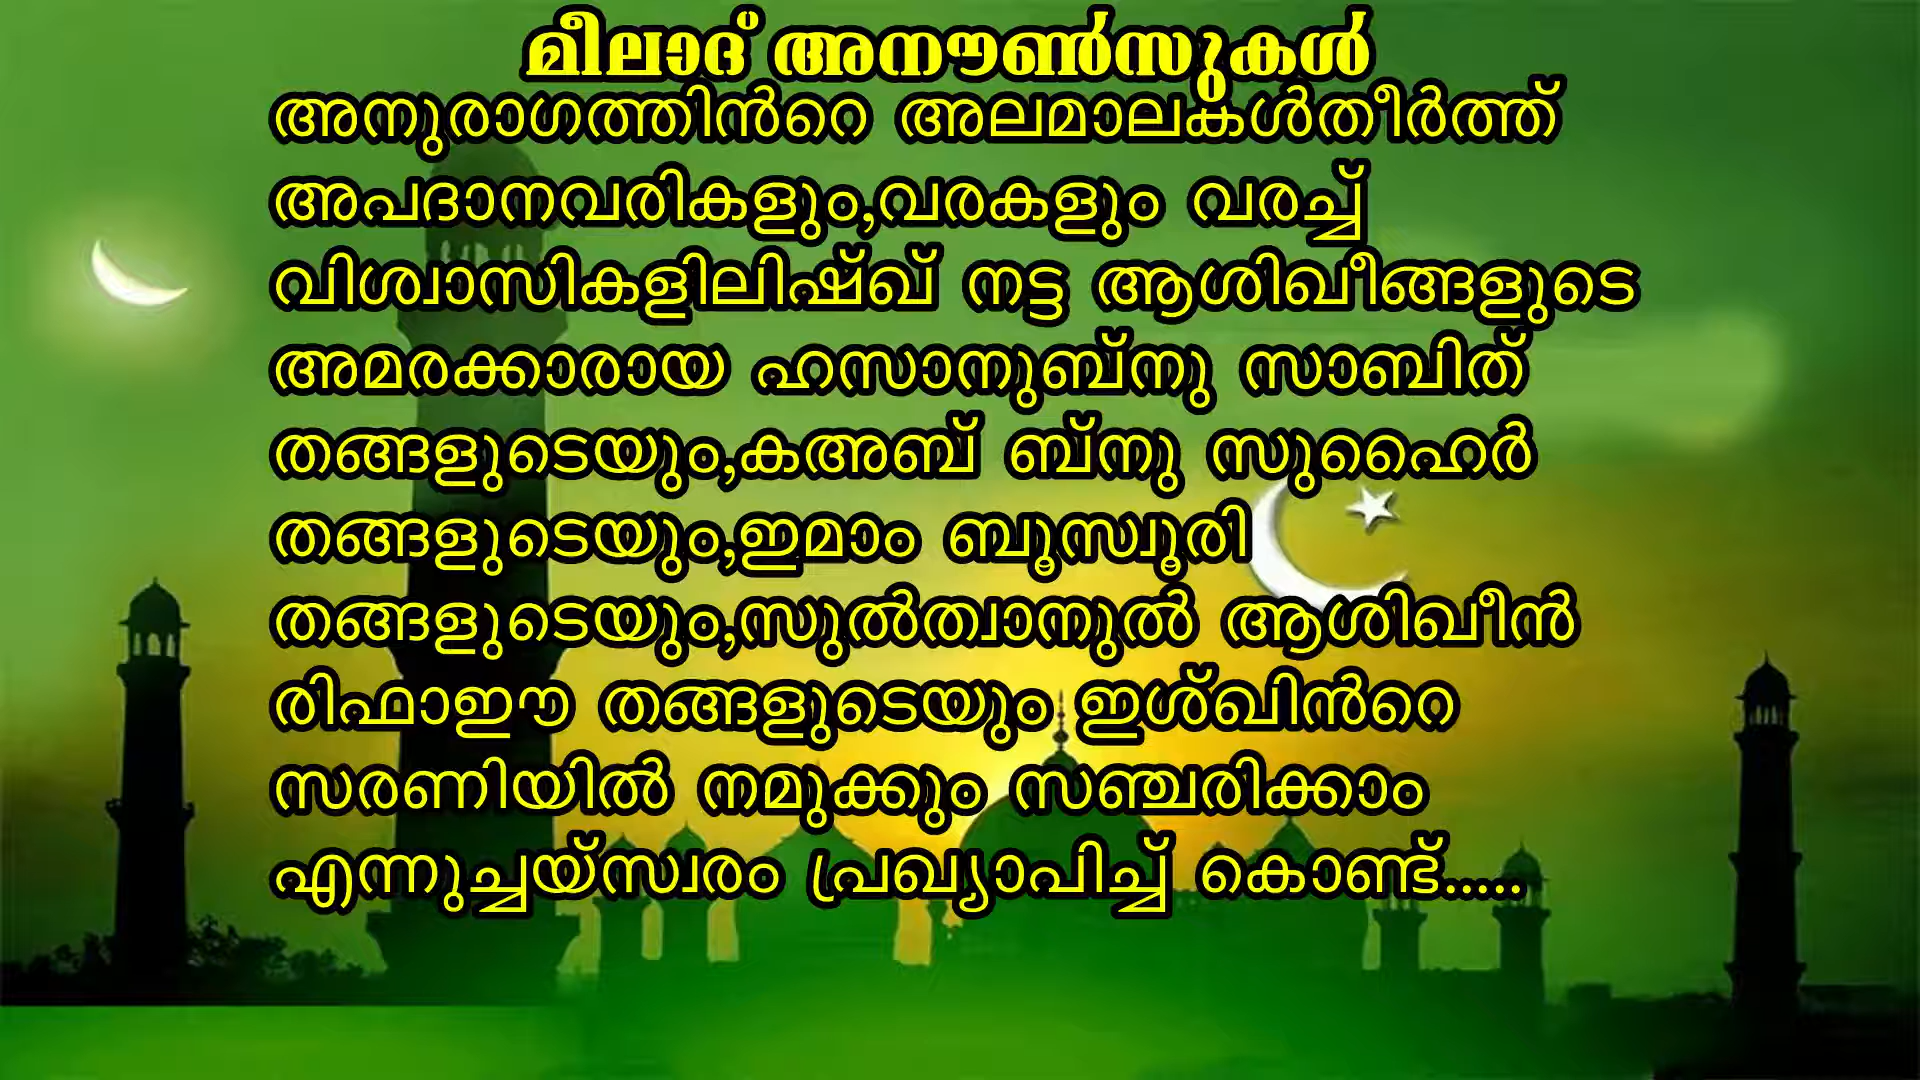 മീലാദ് അനൗൺസുകൾ
അനുരാഗത്തിൻറെ അലമാലകൾതീർത്ത്
അപദാനവരികളും,വരകളും വരച്ച്
വിശ്വാസികളിലിഷ്ഖ് നട്ട ആശിഖീങ്ങളുടെ
അമരക്കാരായ ഹസാനുബ്നു സാബിത്
തങ്ങളുടെയും,കഅബ് ബ്നു സുഹൈർ
തങ്ങളുടെയും,ഇമാം ബൂസ്വൂരി
തങ്ങളുടെയും,സുൽത്വാനുൽ ആശിഖീൻ
രിഫാഈ തങ്ങളുടെയും ഇശ്ഖിൻറെ
സരണിയിൽ നമുക്കും സഞ്ചരിക്കാം
എന്നുച്ചയ്സ്വരം പ്രഖ്യാപിച്ച് കൊണ്ട്.....